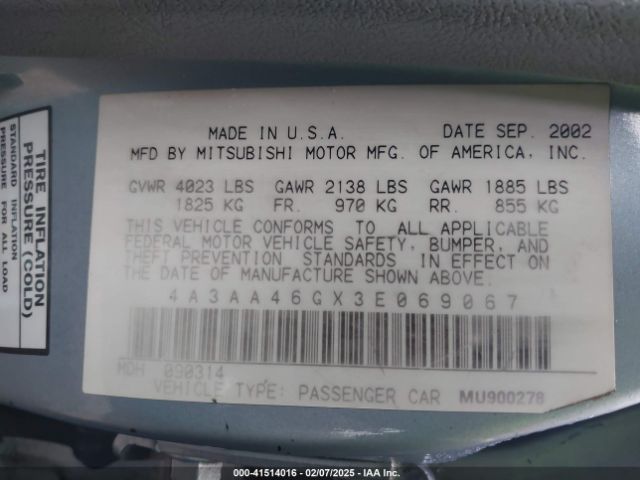 TIRE INFLATION
PRESSURE (COLD)
STANDARD INFLATION
PRESSURE FOR ALL LOAD
MADE IN U.S.A. DATE SEP. 2002
MFD BY MITSUBISHI MOTOR MFG. OF AMERICA, INC.
GVWR 4023 LBS GAWR 2138 LBS GAWR 1885 LBS
1825 KG FR. 970 KG RR. 855 KG
THIS VEHICLE CONFORMS TO ALL APPLICABLE
FEDERAL MOTOR VEHICLE SAFETY, BUMPER, AND
THEFT PREVENTION STANDARDS IN EFFECT ON
THE DATE OF MANUFACTURE SHOWN ABOVE.
4A3AA46GX3E069067
MDH 090314
VEHICLE TYPE: PASSENGER CAR MU900278
000-41514016 — 02/07/2025 — IAA Inc.